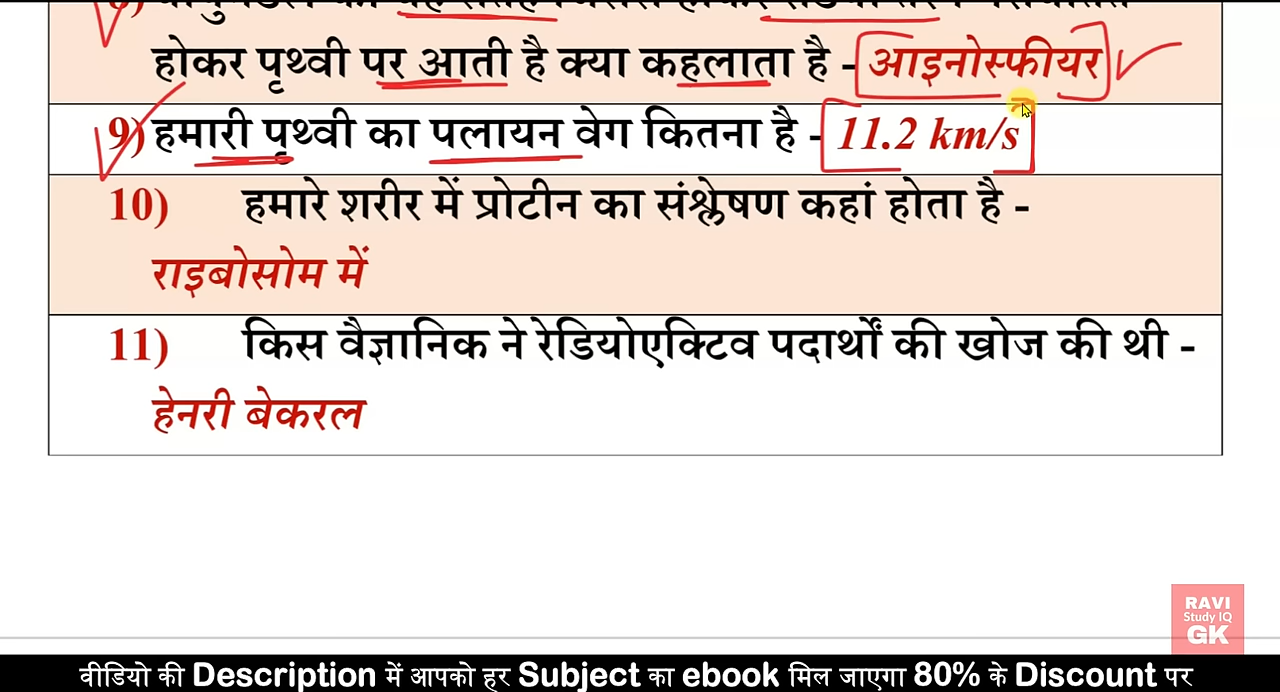 होकर पृथ्वी पर आती है क्या कहलाता है - आइनोस्फीयर
9) हमारी पृथ्वी का पलायन वेग कितना है - 11.2 km/s
10) हमारे शरीर में प्रोटीन का संश्लेषण कहां होता है -
राइबोसोम में
11) किस वैज्ञानिक ने रेडियोएक्टिव पदार्थों की खोज की थी -
हेनरी बेकरल
RAVI
Study IQ
GK
वीडियो की Description में आपको हर Subject का ebook मिल जाएगा 80% के Discount पर